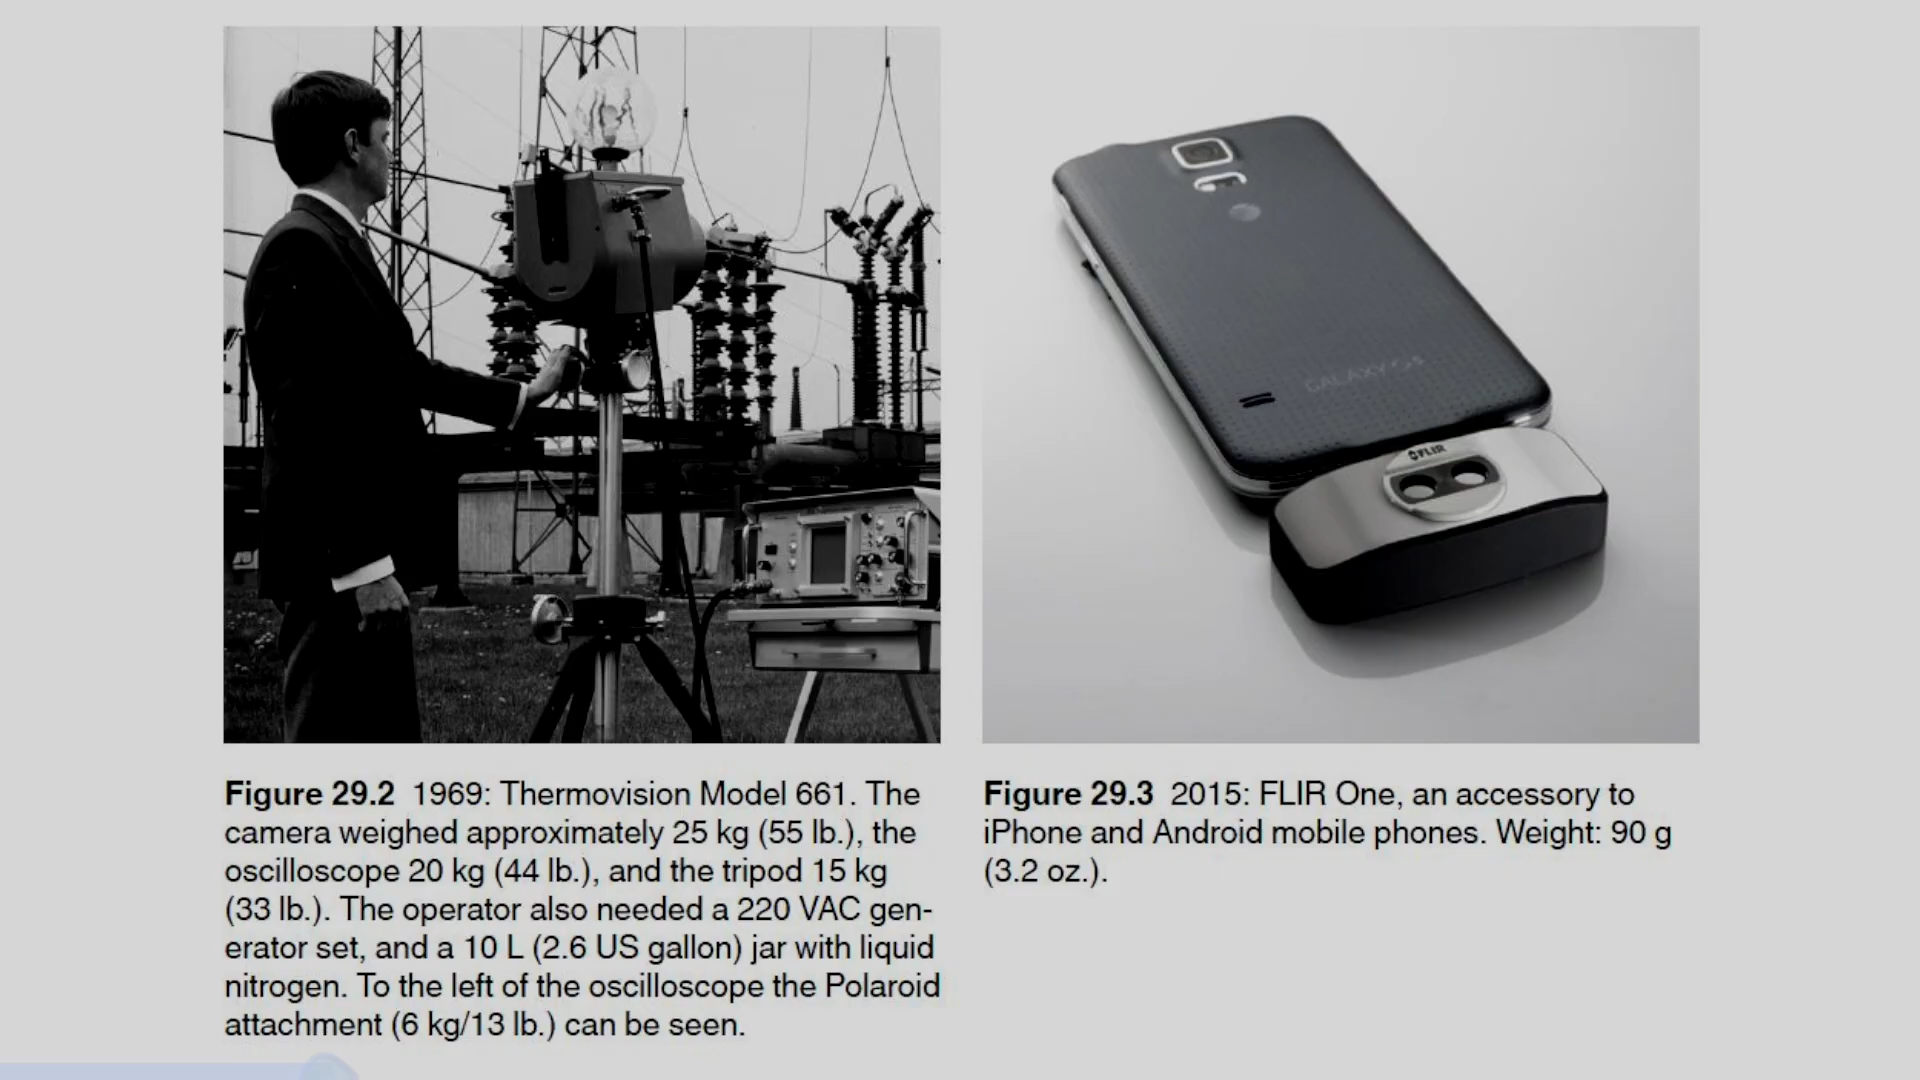 GALAXY S5
FLIR
Figure 29.2 1969: Thermovision Model 661. The
camera weighed approximately 25 kg (55 lb.), the
oscilloscope 20 kg (44 lb.), and the tripod 15 kg
(33 lb.). The operator also needed a 220 VAC gen-
erator set, and a 10 L (2.6 US gallon) jar with liquid
nitrogen. To the left of the oscilloscope the Polaroid
attachment (6 kg/13 lb.) can be seen.
Figure 29.3 2015: FLIR One, an accessory to
iPhone and Android mobile phones. Weight: 90 g
(3.2 oz.).